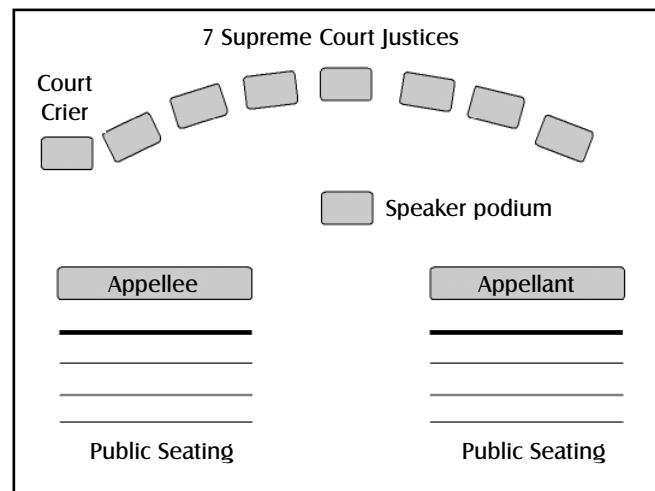 7 Supreme Court Justices
Court
Crier
Speaker podium
Appellee
Appellant
Public Seating
Public Seating